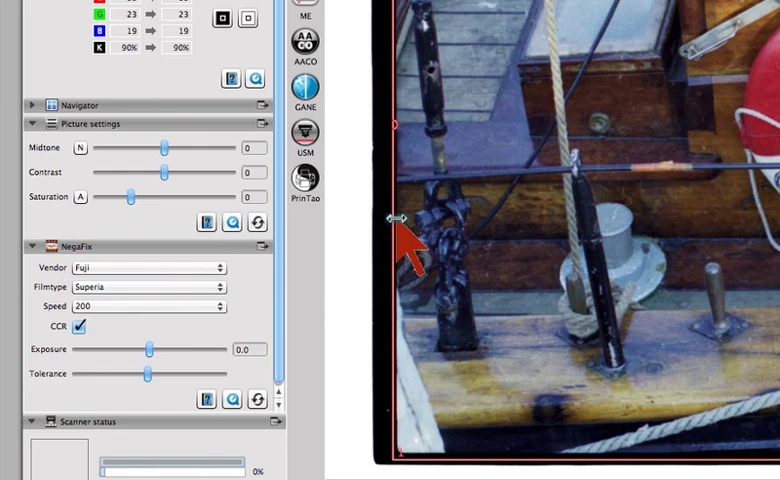 ME
G 23 23
B 19 19
K 90% 90%
AACO
GANE
Navigator
Picture settings
Midtone N 0
Contrast 0
Saturation A 0
USM
PrinTao
NegaFix
Vendor Fuji
Filmtype Superia
Speed 200
CCR
Exposure 0.0
Tolerance
Scanner status
0%